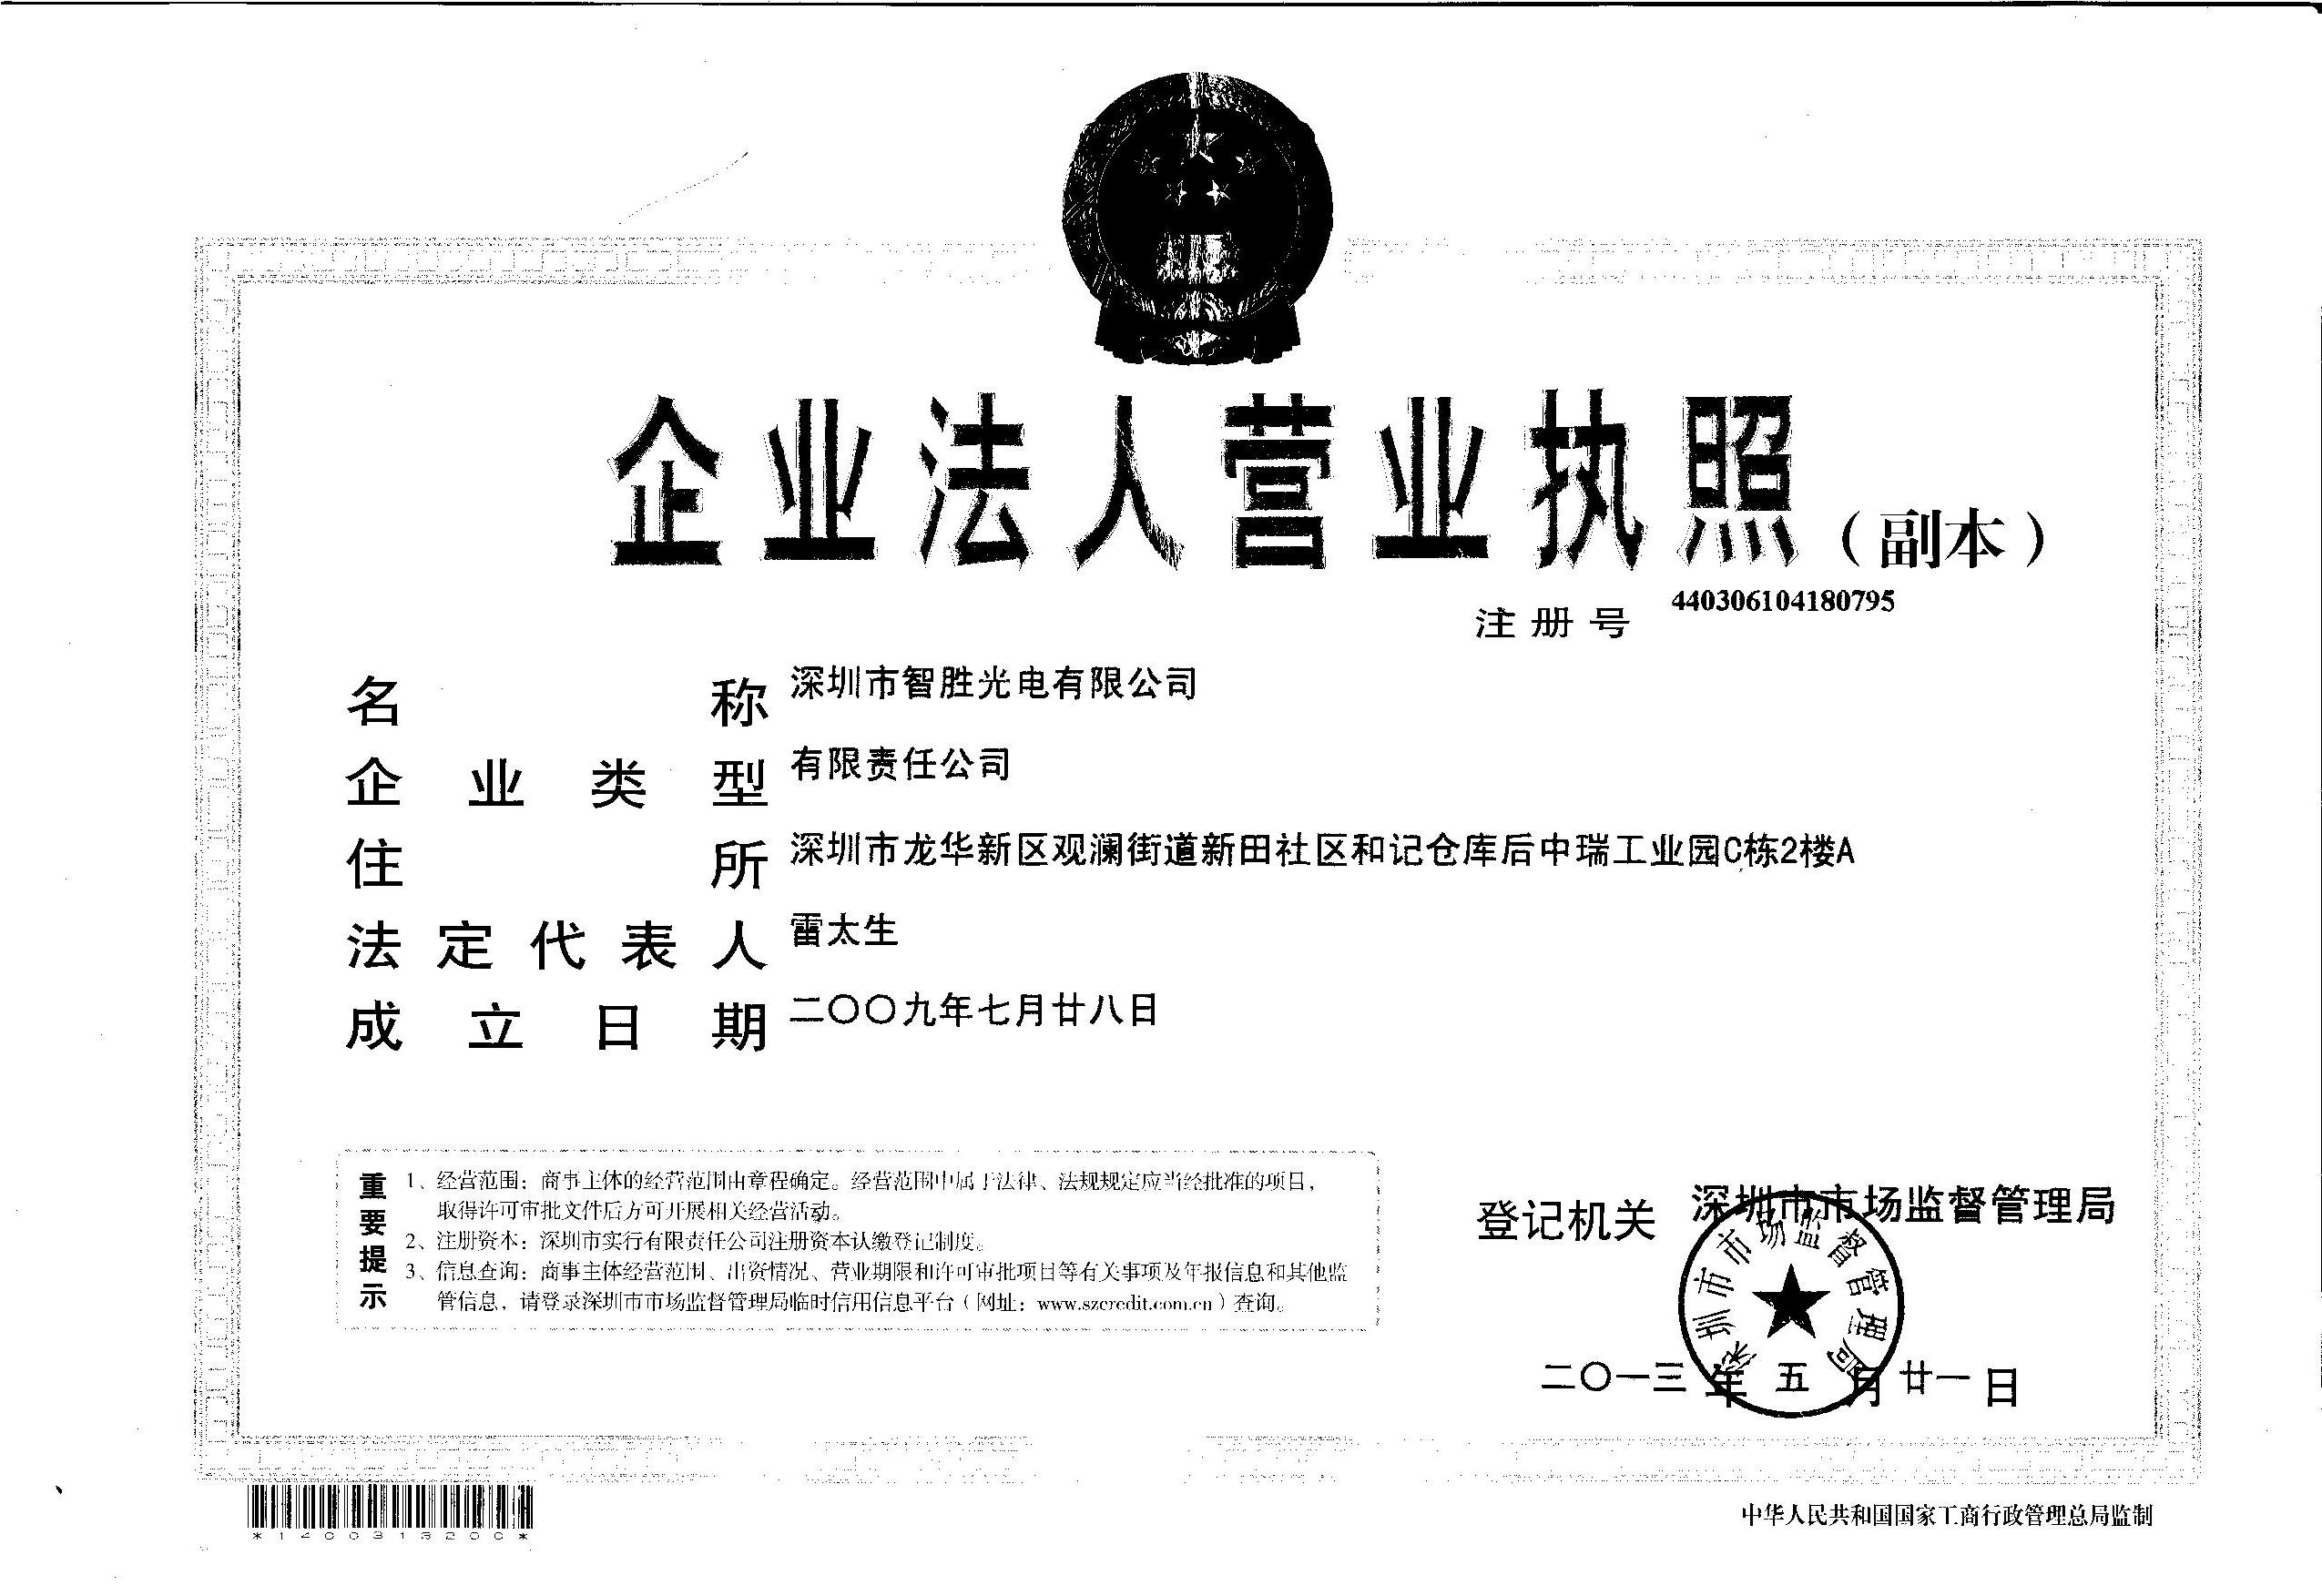 企业法人营业执照（副本）
注册号 440306104180795
名称 深圳市智胜光电有限公司
企业类型 有限责任公司
住所 深圳市龙华新区观澜街道新田社区和记仓库后中瑞工业园C栋2楼A
法定代表人 雷太生
成立日期 二〇〇九年七月廿八日
重要提示
1、经营范围：商事主体的经营范围由章程确定。经营范围中属于法律、法规规定应当经批准的项目，
取得许可审批文件后方可开展相关经营活动。
2、注册资本：深圳市实行有限责任公司注册资本认缴登记制度。
3、信息查询：商事主体经营范围、出资情况、营业期限和许可审批项目等有关事项及年报信息和其他监
管信息，请登录深圳市市场监督管理局临时信用信息平台（网址：www.szcredit.com.cn）查询。
登记机关 深圳市市场监督管理局
深圳市市场监督管理局
二〇一三年五月廿一日
*1400313200*
中华人民共和国国家工商行政管理总局监制